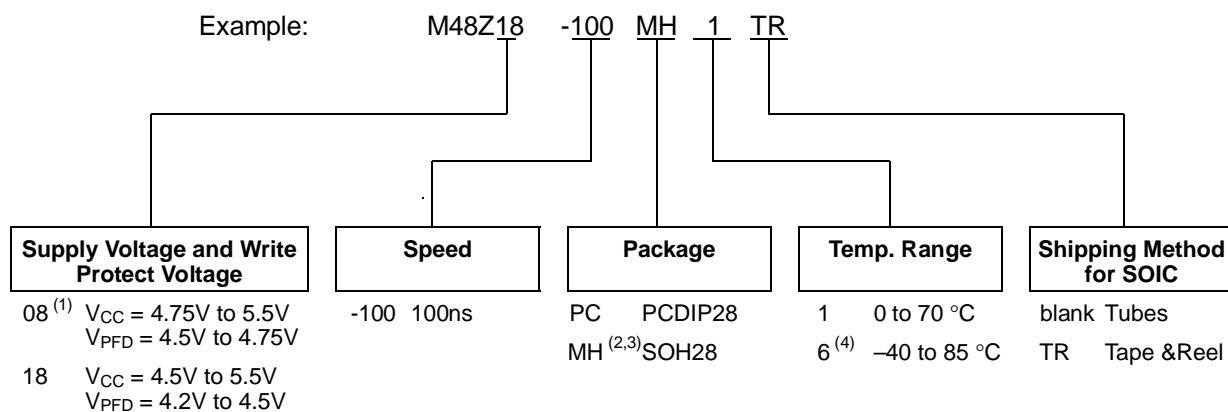 Example: M48Z18 -100 MH 1 TR
Supply Voltage and Write
Protect Voltage
08 (1) VCC = 4.75V to 5.5V
VPFD = 4.5V to 4.75V
18 VCC = 4.5V to 5.5V
VPFD = 4.2V to 4.5V
Speed
-100 100ns
Package
PC PCDIP28
MH (2,3) SOH28
Temp. Range
1 0 to 70 °C
6 (4) –40 to 85 °C
Shipping Method
for SOIC
blank Tubes
TR Tape &Reel